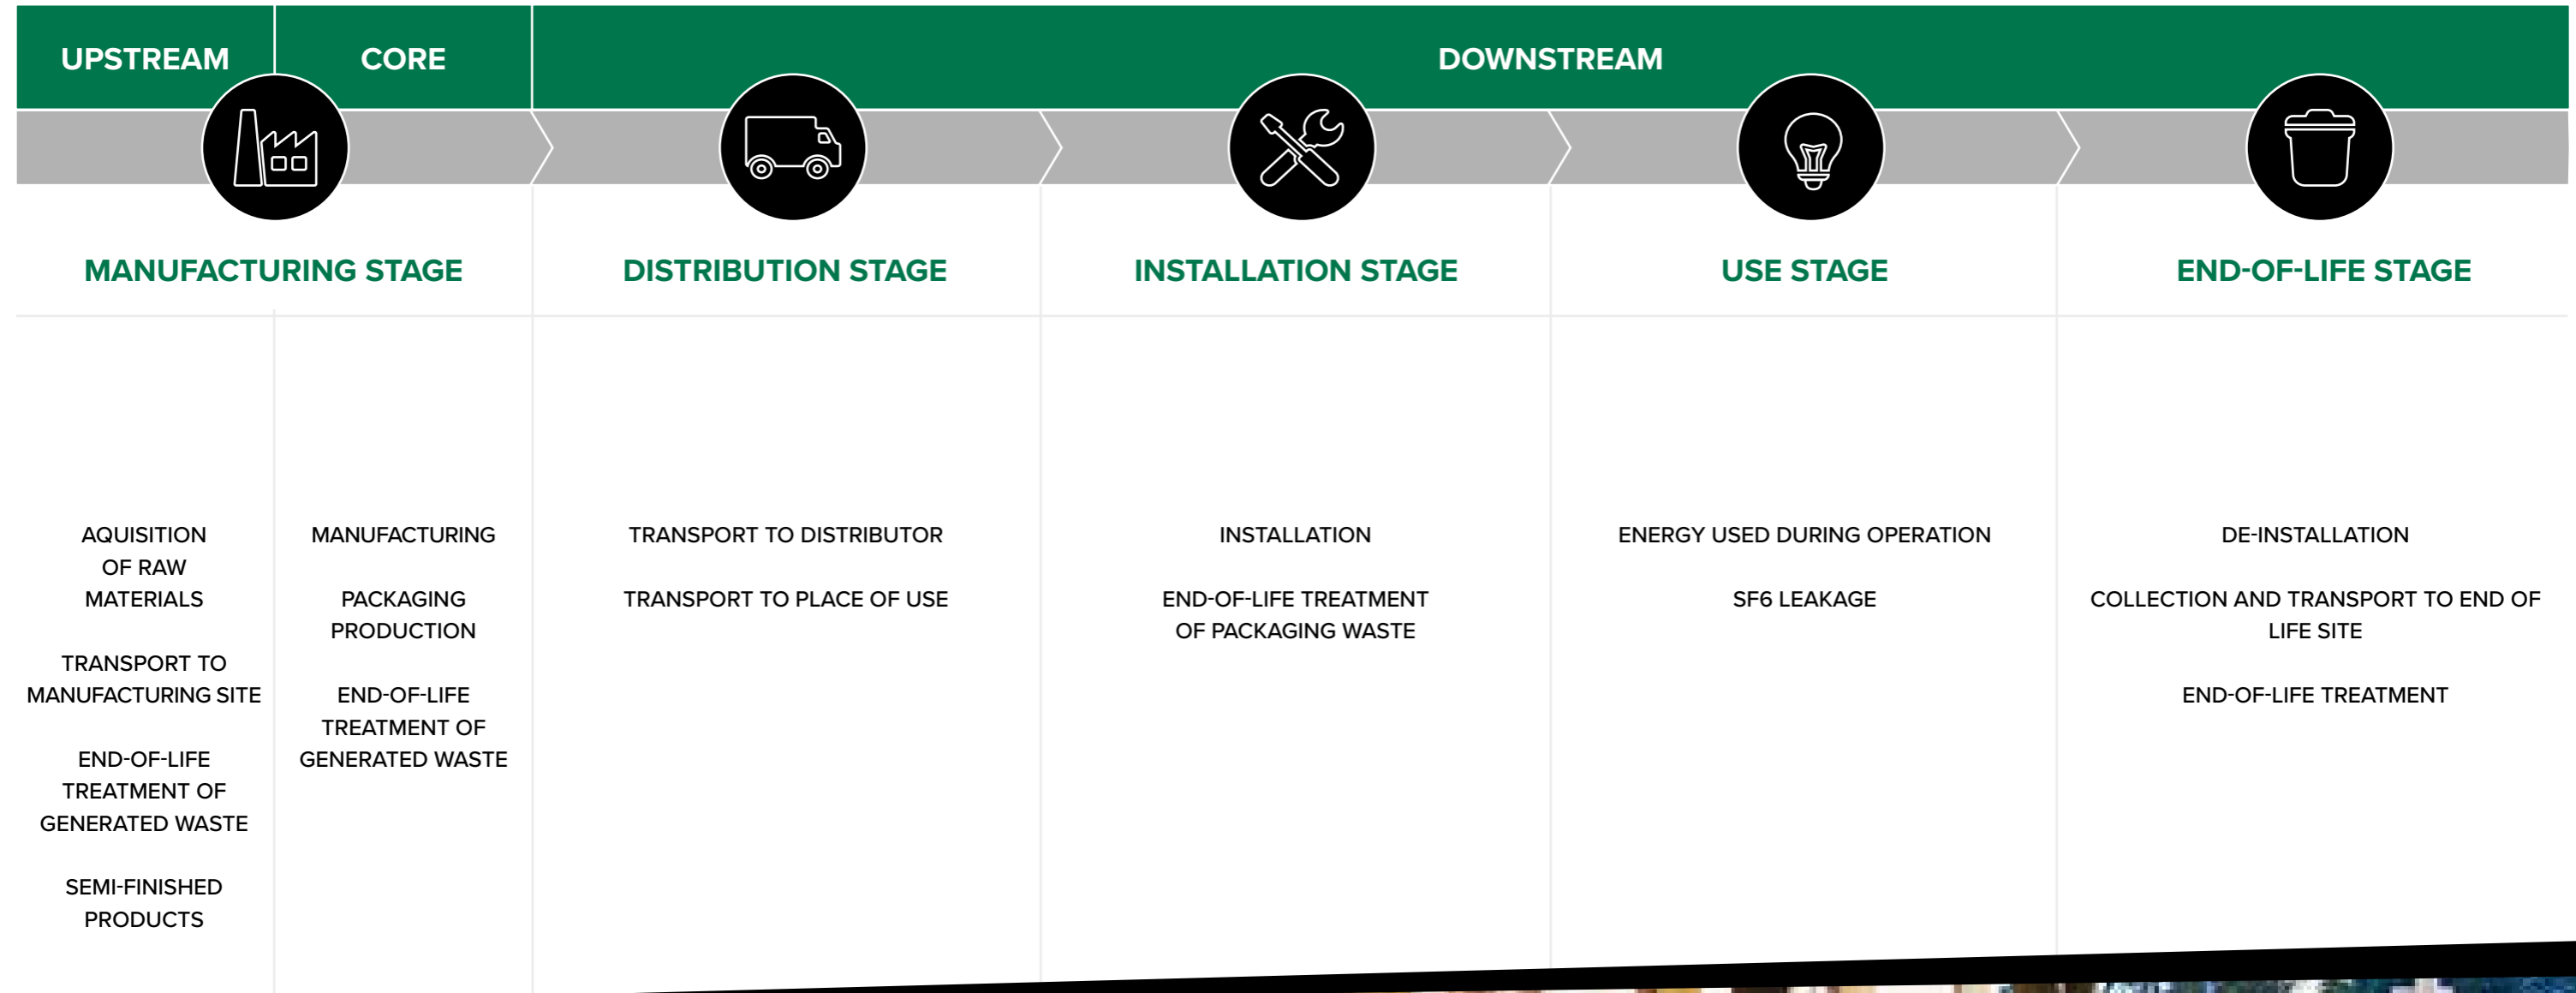 UPSTREAM
CORE
DOWNSTREAM
MANUFACTURING STAGE
DISTRIBUTION STAGE
INSTALLATION STAGE
USE STAGE
END-OF-LIFE STAGE
AQUISITION
OF RAW
MATERIALS
TRANSPORT TO
MANUFACTURING SITE
END-OF-LIFE
TREATMENT OF
GENERATED WASTE
SEMI-FINISHED
PRODUCTS
MANUFACTURING
PACKAGING
PRODUCTION
END-OF-LIFE
TREATMENT OF
GENERATED WASTE
TRANSPORT TO DISTRIBUTOR
TRANSPORT TO PLACE OF USE
INSTALLATION
END-OF-LIFE TREATMENT
OF PACKAGING WASTE
ENERGY USED DURING OPERATION
SF6 LEAKAGE
DE-INSTALLATION
COLLECTION AND TRANSPORT TO END OF
LIFE SITE
END-OF-LIFE TREATMENT